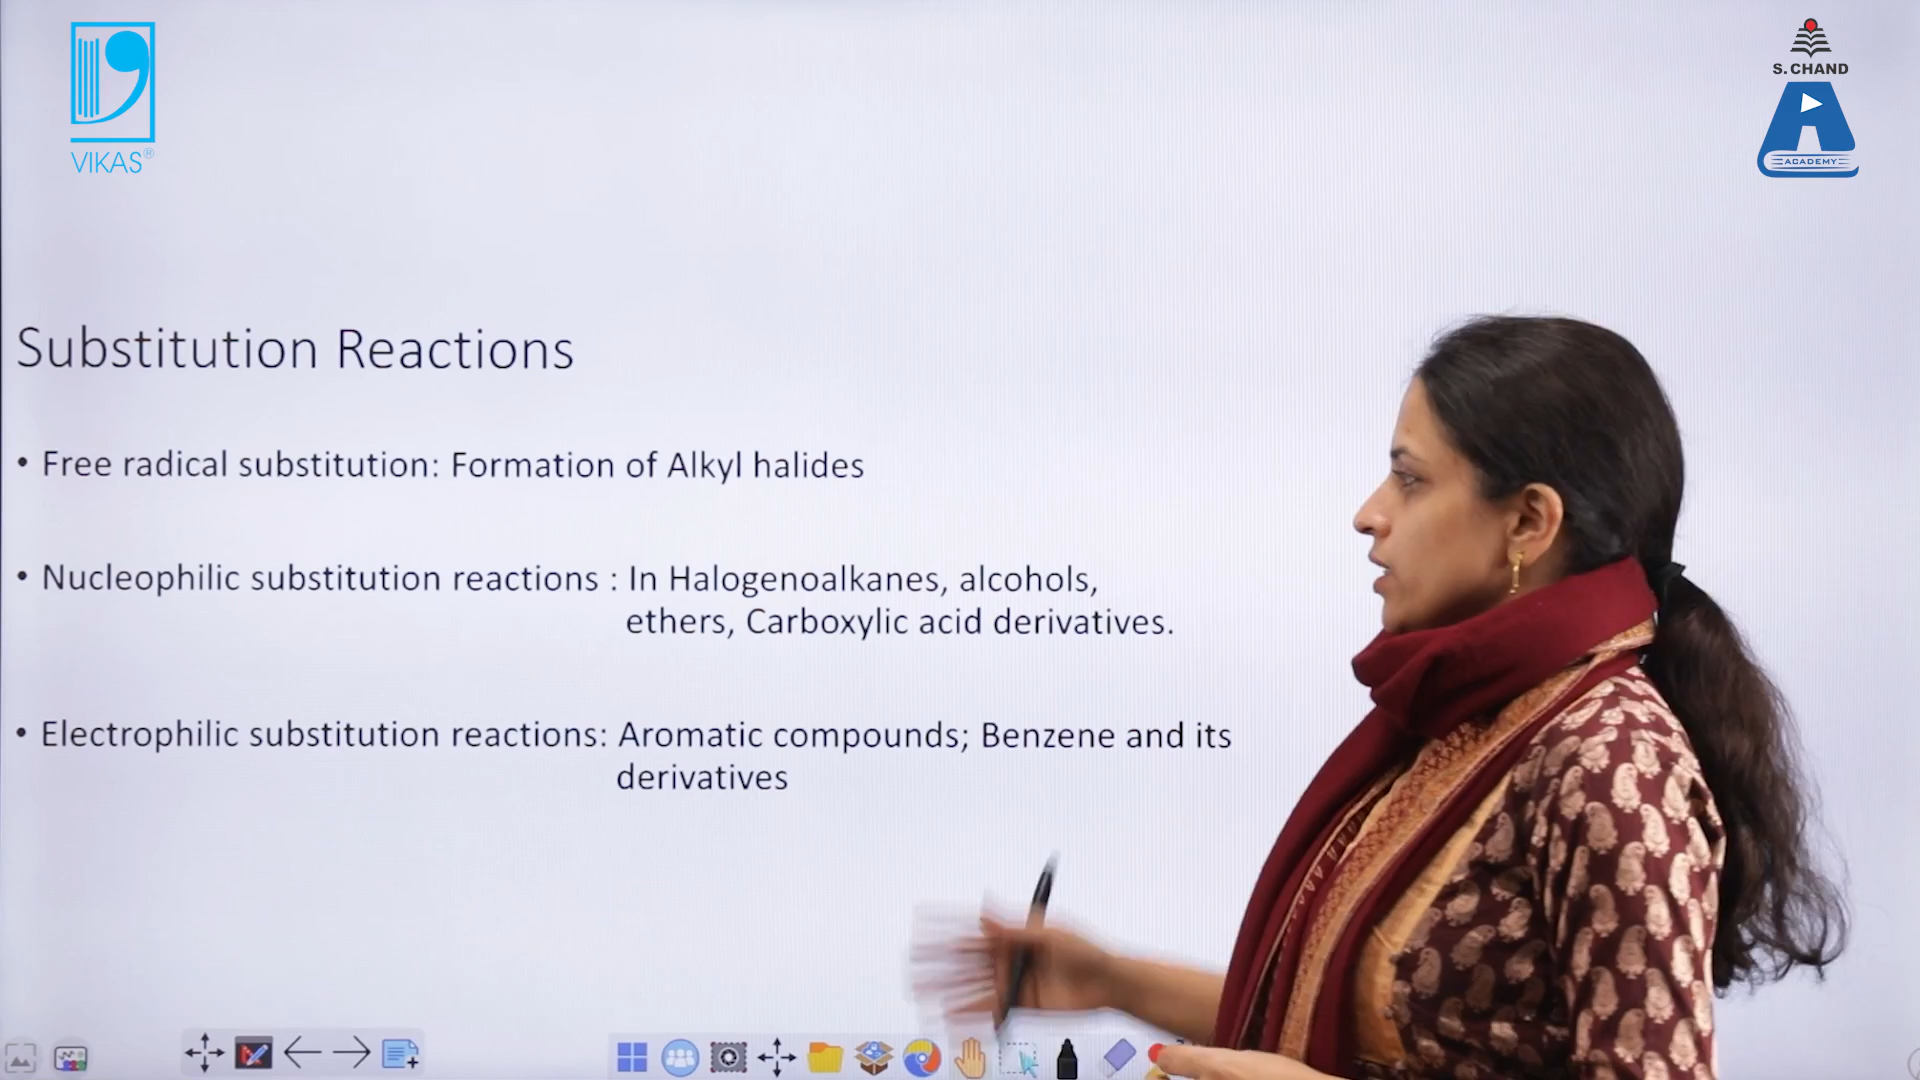 VIKAS®
S. CHAND
ACADEMY
Substitution Reactions
• Free radical substitution: Formation of Alkyl halides
• Nucleophilic substitution reactions : In Halogenoalkanes, alcohols,
ethers, Carboxylic acid derivatives.
• Electrophilic substitution reactions: Aromatic compounds; Benzene and its
derivatives